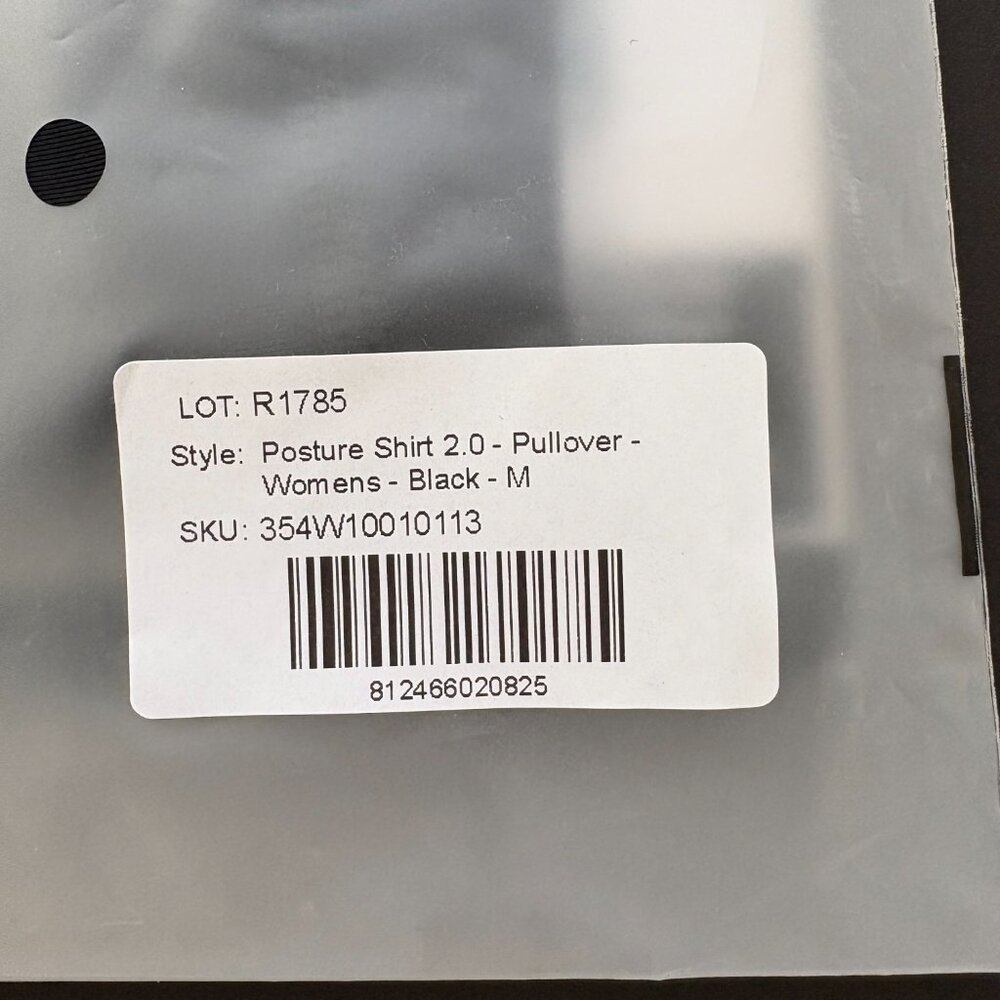 LOT: R1785
Style: Posture Shirt 2.0 - Pullover -
Womens - Black - M
SKU: 354W10010113
812466020825